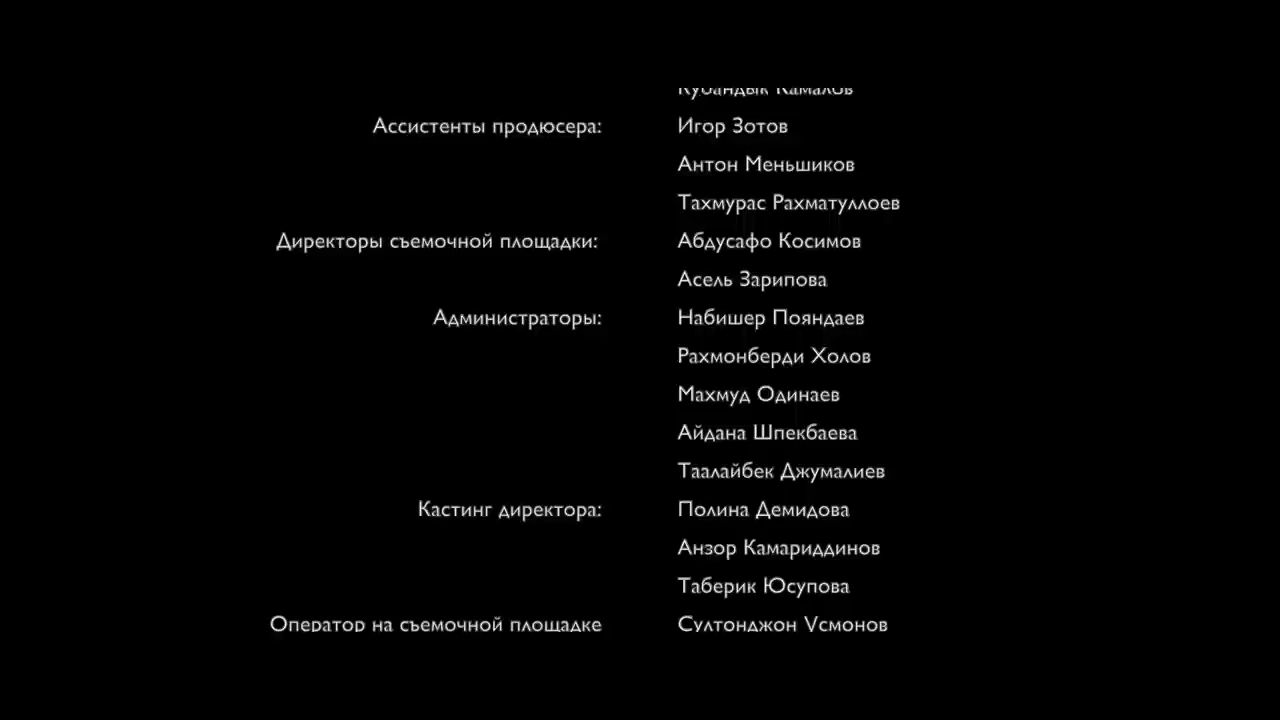 Кубандык Камалов
Ассистенты продюсера: Игор Зотов
Антон Меньшиков
Тахмурас Рахматуллоев
Директоры съемочной площадки: Абдусафо Косимов
Асель Зарипова
Администраторы: Набишер Пояндаев
Рахмонберди Холов
Махмуд Одинаев
Айдана Шпекбаева
Таалайбек Джумалиев
Кастинг директора: Полина Демидова
Анзор Камариддинов
Таберик Юсупова
Оператор на съемочной площадке Султонджон Усмонов